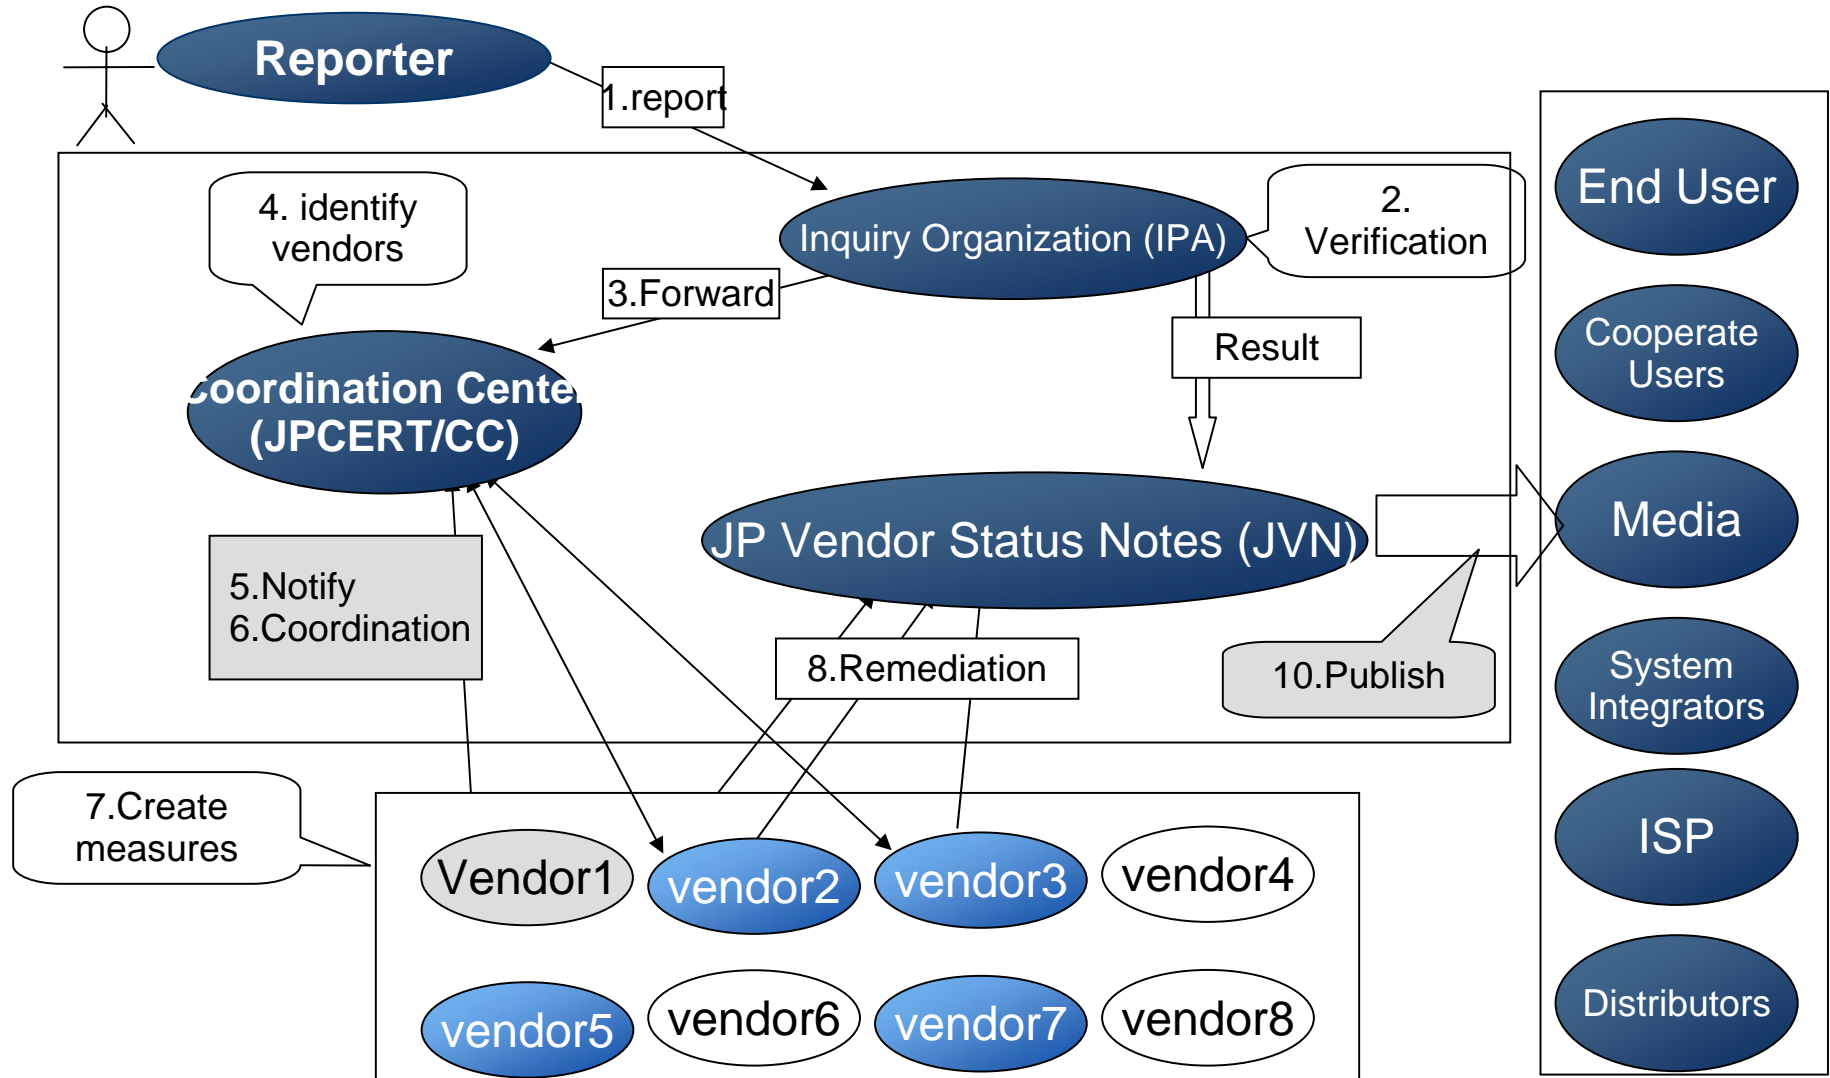 Reporter
1.report
4. identify
vendors
Inquiry Organization (IPA)
2.
Verification
3.Forward
Result
Coordination Center
(JPCERT/CC)
JP Vendor Status Notes (JVN)
5.Notify
6.Coordination
8.Remediation
10.Publish
7.Create
measures
Vendor1
vendor2
vendor3
vendor4
vendor5
vendor6
vendor7
vendor8
End User
Cooperate
Users
Media
System
Integrators
ISP
Distributors